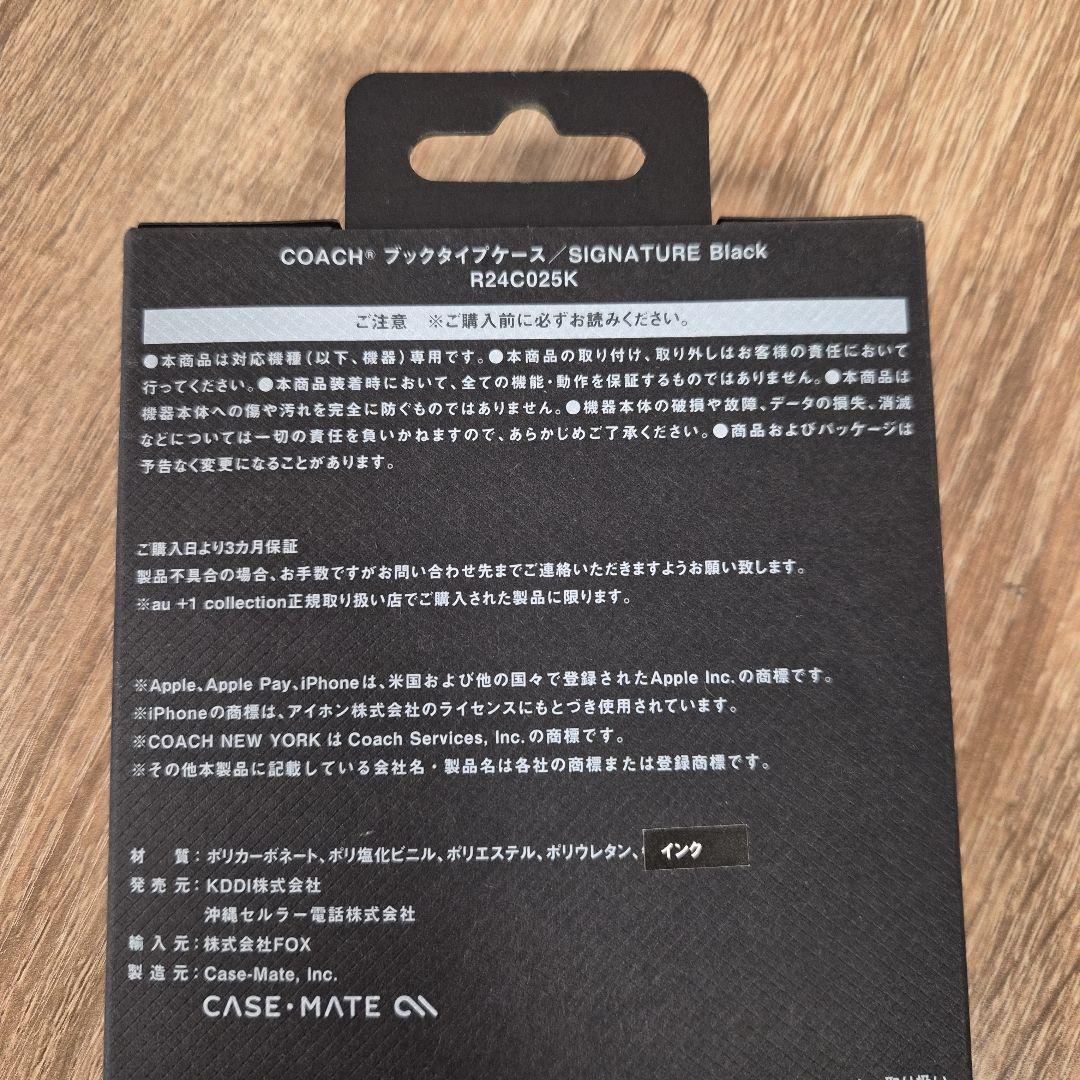 COACH® ブックタイプケース／SIGNATURE Black
R24C025K
ご注意　※ご購入前に必ずお読みください。
●本商品は対応機種（以下、機器）専用です。●本商品の取り付け、取り外しはお客様の責任において
行ってください。●本商品装着時において、全ての機能・動作を保証するものではありません。●本商品は
機器本体への傷や汚れを完全に防ぐものではありません。●機器本体の破損や故障、データの損失、消滅
などについては一切の責任を負いかねますので、あらかじめご了承ください。●商品およびパッケージは
予告なく変更になることがあります。
ご購入日より3カ月保証
製品不具合の場合、お手数ですがお問い合わせ先までご連絡いただきますようお願い致します。
※au +1 collection正規取り扱い店でご購入された製品に限ります。
※Apple、Apple Pay、iPhoneは、米国および他の国々で登録されたApple Inc.の商標です。
※iPhoneの商標は、アイホン株式会社のライセンスにもとづき使用されています。
※COACH NEW YORK は Coach Services, Inc. の商標です。
※その他本製品に記載している会社名・製品名は各社の商標または登録商標です。
材　質：ポリカーボネート、ポリ塩化ビニル、ポリエステル、ポリウレタン、インク
発売元：KDDI株式会社
沖縄セルラー電話株式会社
輸入元：株式会社FOX
製造元：Case-Mate, Inc.
CASE·MATE